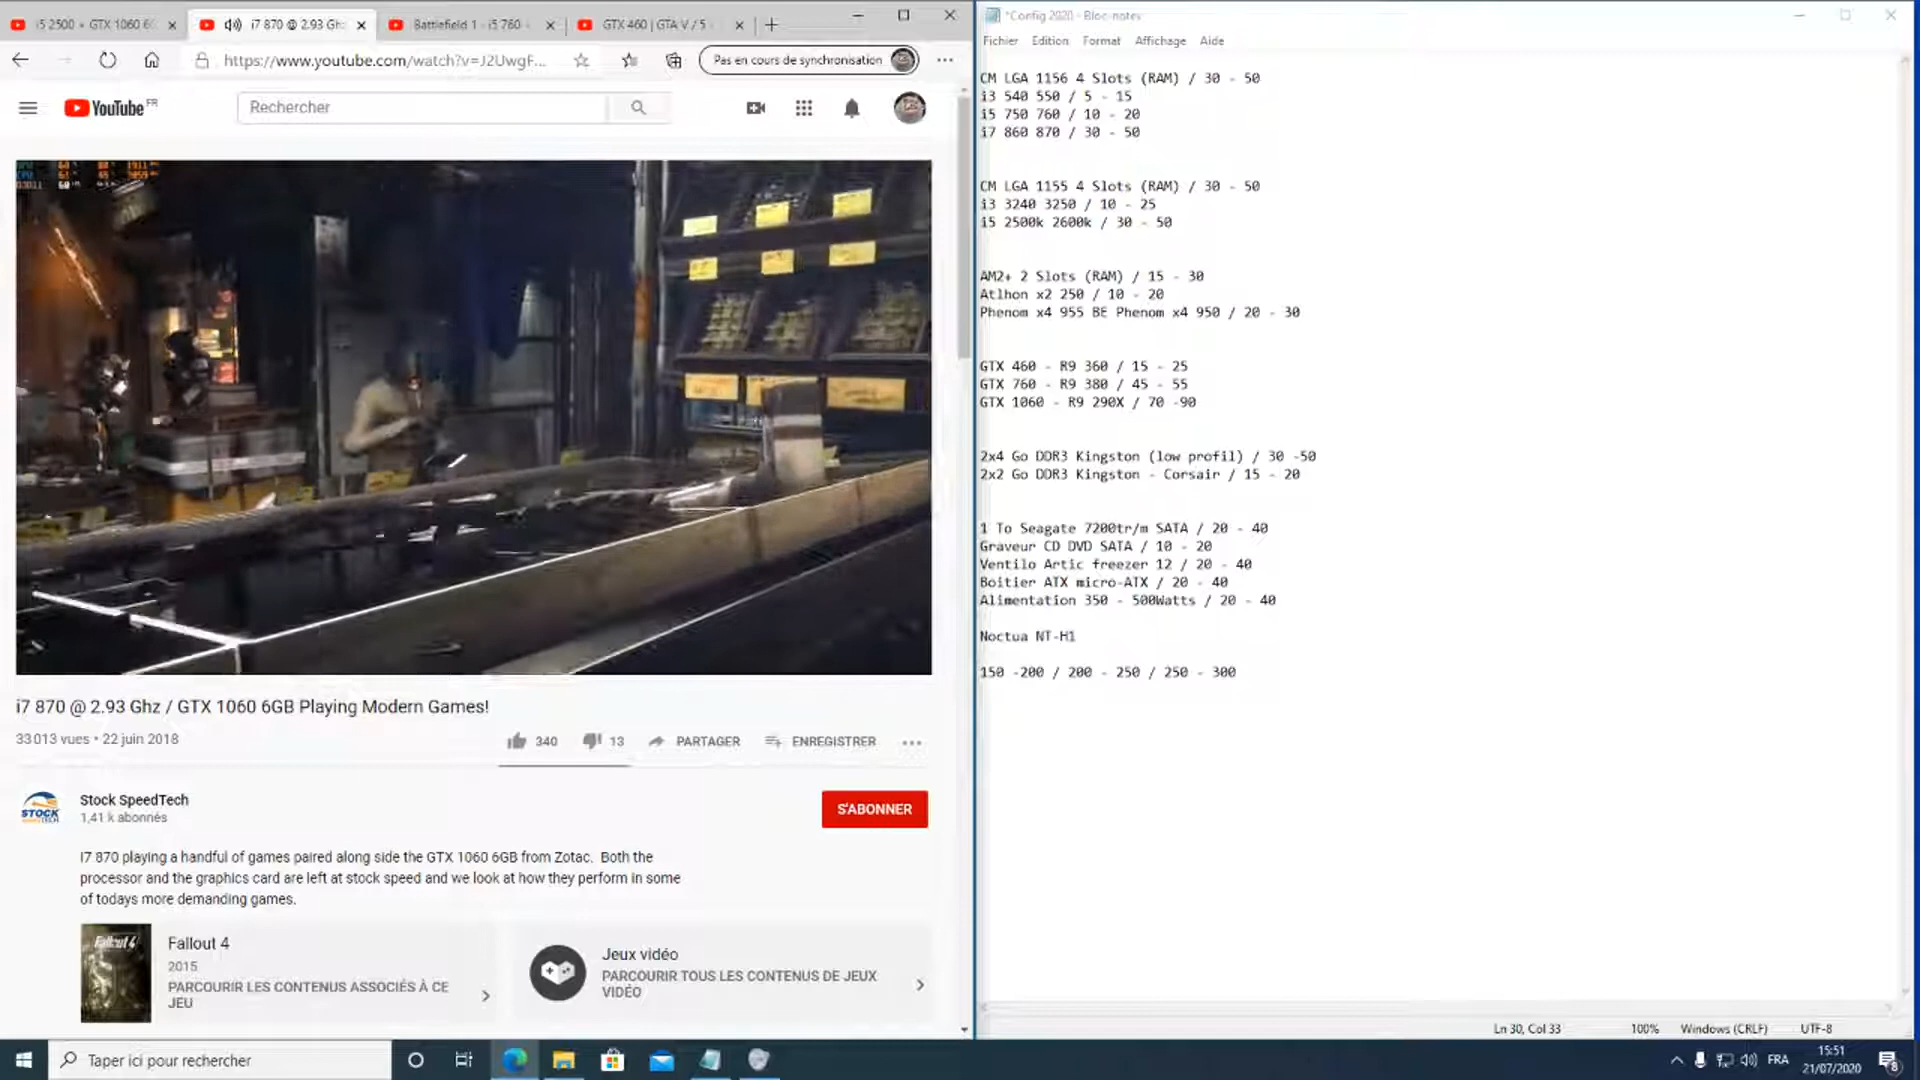 i5 2500 + GTX 1060 6G
i7 870 @ 2.93 Gh
Battlefield 1 - i5 760 -
GTX 460 | GTA V / 5
https://www.youtube.com/watch?v=J2UwgF...
Pas en cours de synchronisation
YouTube FR
Rechercher
i7 870 @ 2.93 Ghz / GTX 1060 6GB Playing Modern Games!
33 013 vues • 22 juin 2018
340
13
PARTAGER
ENREGISTRER
STOCK
Stock SpeedTech
1,41 k abonnés
S'ABONNER
I7 870 playing a handful of games paired along side the GTX 1060 6GB from Zotac. Both the
processor and the graphics card are left at stock speed and we look at how they perform in some
of todays more demanding games.
Fallout 4
Fallout 4
2015
PARCOURIR LES CONTENUS ASSOCIÉS À CE
JEU
Jeux vidéo
PARCOURIR TOUS LES CONTENUS DE JEUX
VIDÉO
*Config 2020 - Bloc-notes
Fichier Edition Format Affichage Aide
CM LGA 1156 4 Slots (RAM) / 30 - 50
i3 540 550 / 5 - 15
i5 750 760 / 10 - 20
i7 860 870 / 30 - 50
CM LGA 1155 4 Slots (RAM) / 30 - 50
i3 3240 3250 / 10 - 25
i5 2500k 2600k / 30 - 50
AM2+ 2 Slots (RAM) / 15 - 30
Atlhon x2 250 / 10 - 20
Phenom x4 955 BE Phenom x4 950 / 20 - 30
GTX 460 - R9 360 / 15 - 25
GTX 760 - R9 380 / 45 - 55
GTX 1060 - R9 290X / 70 -90
2x4 Go DDR3 Kingston (low profil) / 30 -50
2x2 Go DDR3 Kingston - Corsair / 15 - 20
1 To Seagate 7200tr/m SATA / 20 - 40
Graveur CD DVD SATA / 10 - 20
Ventilo Artic freezer 12 / 20 - 40
Boitier ATX micro-ATX / 20 - 40
Alimentation 350 - 500Watts / 20 - 40
Noctua NT-H1
150 -200 / 200 - 250 / 250 - 300
Ln 30, Col 33
100%
Windows (CRLF)
UTF-8
Taper ici pour rechercher
FRA
15:51
21/07/2020
8